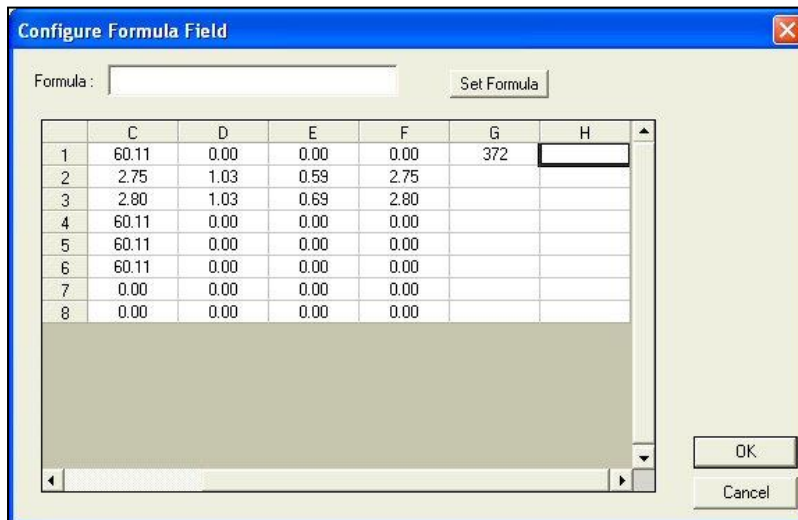 Configure Formula Field
Formula : Set Formula
C D E F G H
1 60.11 0.00 0.00 0.00 372
2 2.75 1.03 0.59 2.75
3 2.80 1.03 0.69 2.80
4 60.11 0.00 0.00 0.00
5 60.11 0.00 0.00 0.00
6 60.11 0.00 0.00 0.00
7 0.00 0.00 0.00 0.00
8 0.00 0.00 0.00 0.00
OK
Cancel